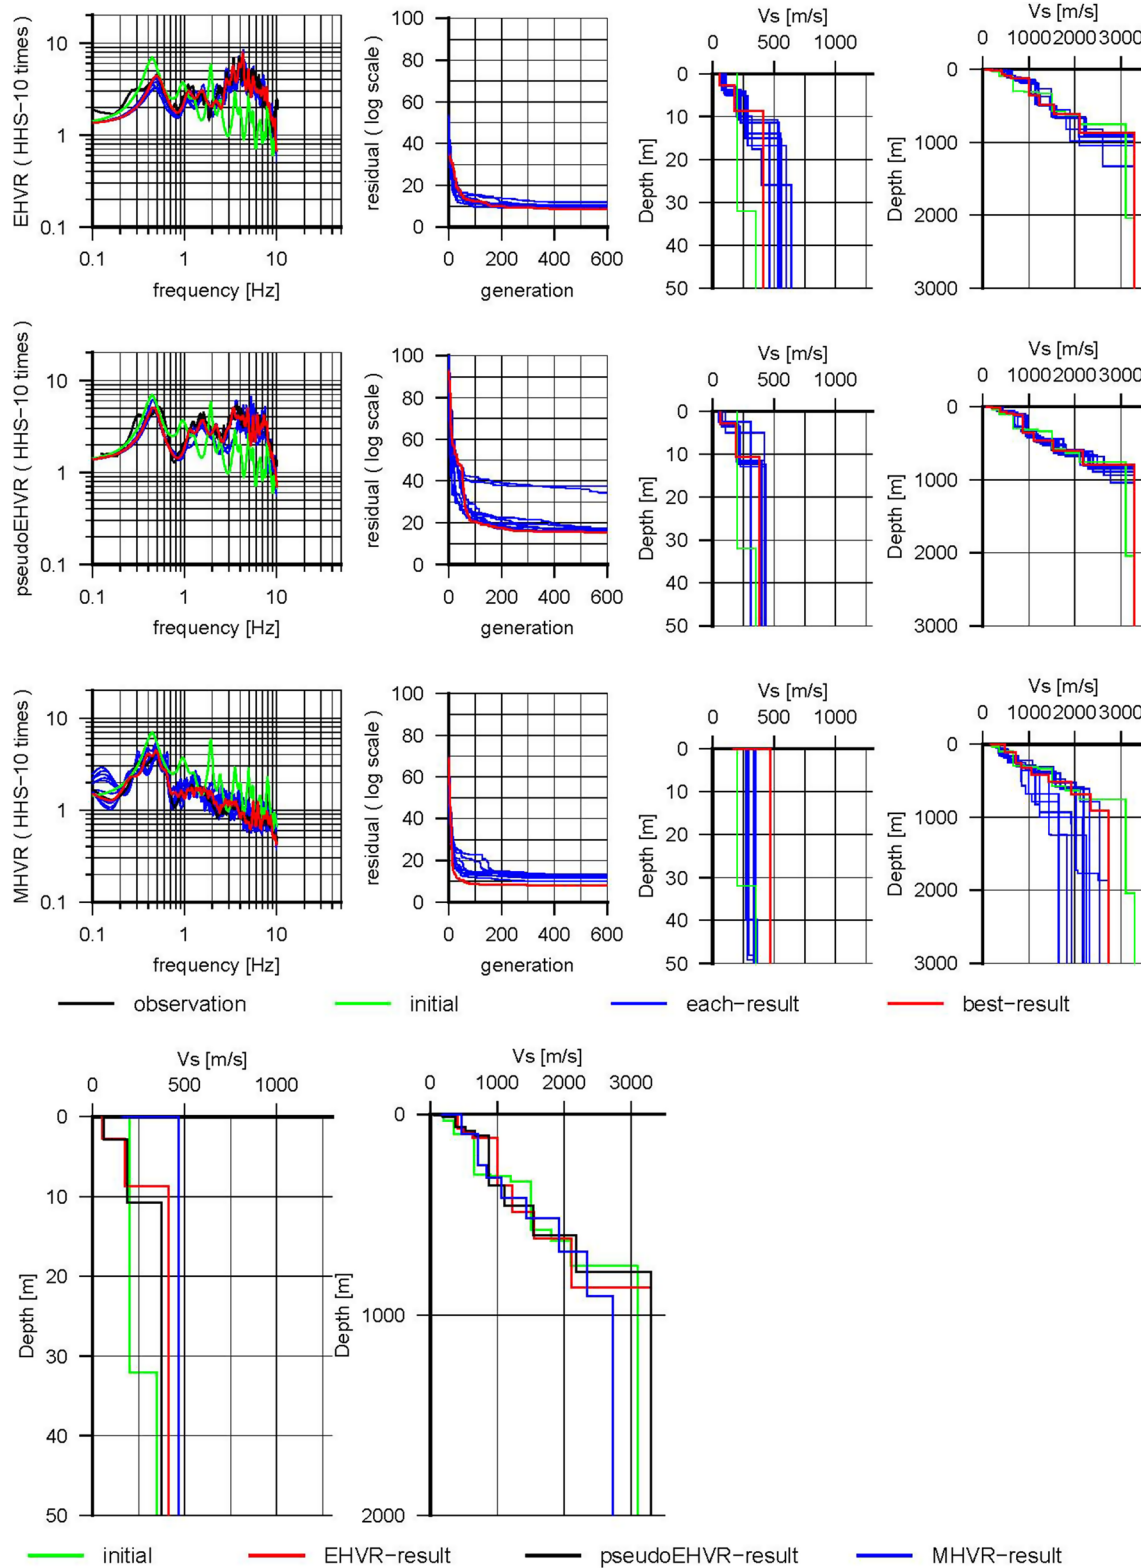 EHVR ( HHS−10 times )
10
1
0.1
0.1 1 10
frequency [Hz]
residual ( log scale )
100
80
60
40
20
0
0 200 400 600
generation
Vs [m/s]
0 500 1000
Depth [m]
0
10
20
30
40
50
Vs [m/s]
0 1000 2000 3000
Depth [m]
0
1000
2000
3000
pseudoEHVR ( HHS−10 times )
10
1
0.1
0.1 1 10
frequency [Hz]
residual ( log scale )
100
80
60
40
20
0
0 200 400 600
generation
Vs [m/s]
0 500 1000
Depth [m]
0
10
20
30
40
50
Vs [m/s]
0 1000 2000 3000
Depth [m]
0
1000
2000
3000
MHVR ( HHS−10 times )
10
1
0.1
0.1 1 10
frequency [Hz]
residual ( log scale )
100
80
60
40
20
0
0 200 400 600
generation
Vs [m/s]
0 500 1000
Depth [m]
0
10
20
30
40
50
Vs [m/s]
0 1000 2000 3000
Depth [m]
0
1000
2000
3000
observation initial each−result best−result
Vs [m/s]
0 500 1000
Depth [m]
0
10
20
30
40
50
Vs [m/s]
0 1000 2000 3000
Depth [m]
0
1000
2000
initial EHVR−result pseudoEHVR−result MHVR−result